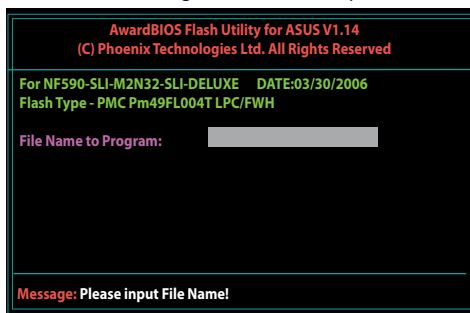 AwardBIOS Flash Utility for ASUS V1.14
(C) Phoenix Technologies Ltd. All Rights Reserved
For NF590-SLI-M2N32-SLI-DELUXE DATE:03/30/2006
Flash Type - PMC Pm49FL004T LPC/FWH
File Name to Program:
Message: Please input File Name!